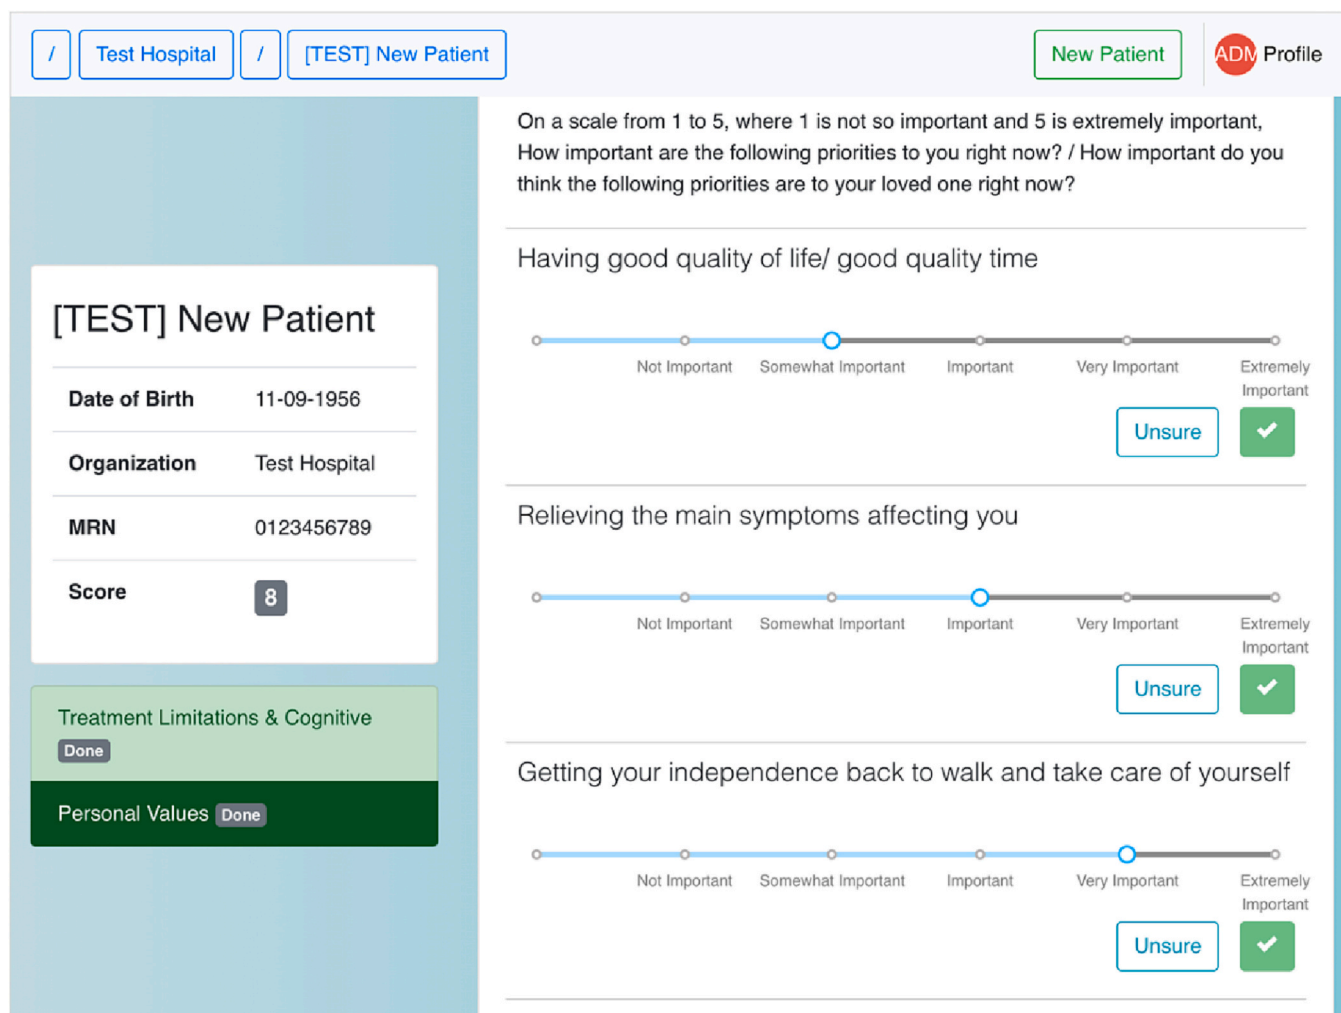 / Test Hospital / [TEST] New Patient New Patient ADM Profile
On a scale from 1 to 5, where 1 is not so important and 5 is extremely important,
How important are the following priorities to you right now? / How important do you
think the following priorities are to your loved one right now?
[TEST] New Patient
Date of Birth 11-09-1956
Organization Test Hospital
MRN 0123456789
Score 8
Treatment Limitations & Cognitive
Done
Personal Values Done
Having good quality of life/ good quality time
Not Important Somewhat Important Important Very Important Extremely
Important
Unsure
Relieving the main symptoms affecting you
Not Important Somewhat Important Important Very Important Extremely
Important
Unsure
Getting your independence back to walk and take care of yourself
Not Important Somewhat Important Important Very Important Extremely
Important
Unsure